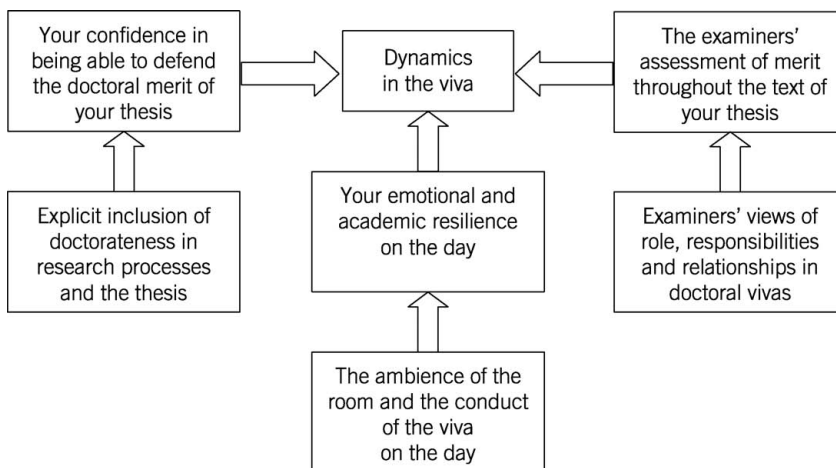 Your confidence in
being able to defend
the doctoral merit of
your thesis
Dynamics
in the viva
The examiners’
assessment of merit
throughout the text of
your thesis
Explicit inclusion of
doctorateness in
research processes
and the thesis
Your emotional and
academic resilience
on the day
Examiners’ views of
role, responsibilities
and relationships in
doctoral vivas
The ambience of the
room and the conduct
of the viva
on the day